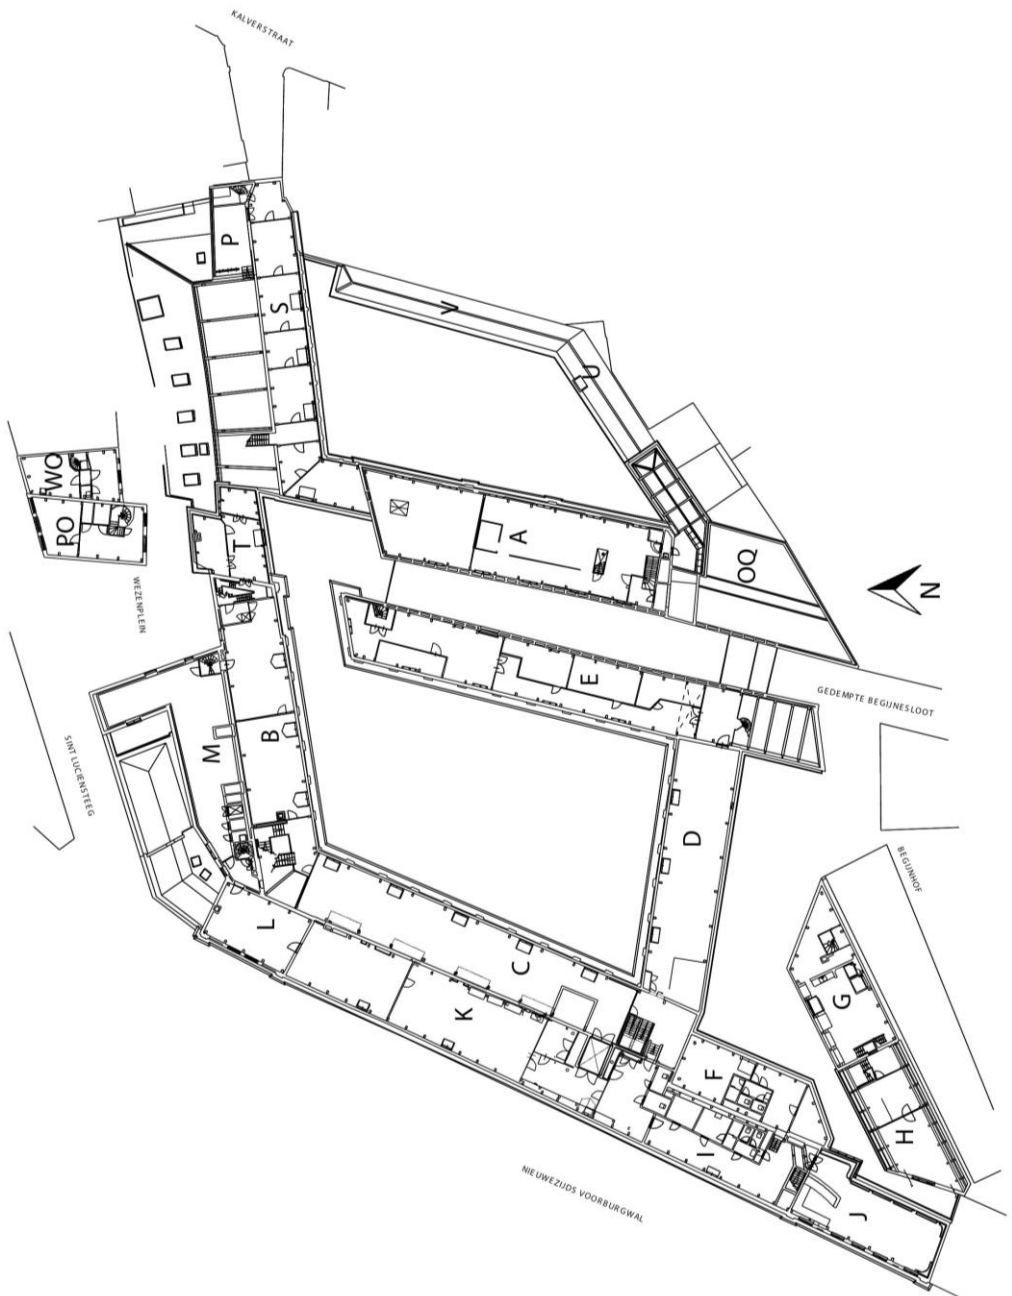 KALVERSTRAAT
P
S
V
U
WO
PO
T
A
OQ
N
WEZENPLEIN
E
GEDEMPTE BEGIJNESLOOT
SINT LUCIENSTEEG
M
B
D
BEGIJNHOF
L
C
K
G
F
H
I
J
NIEUWEZIJDS VOORBURGWAL